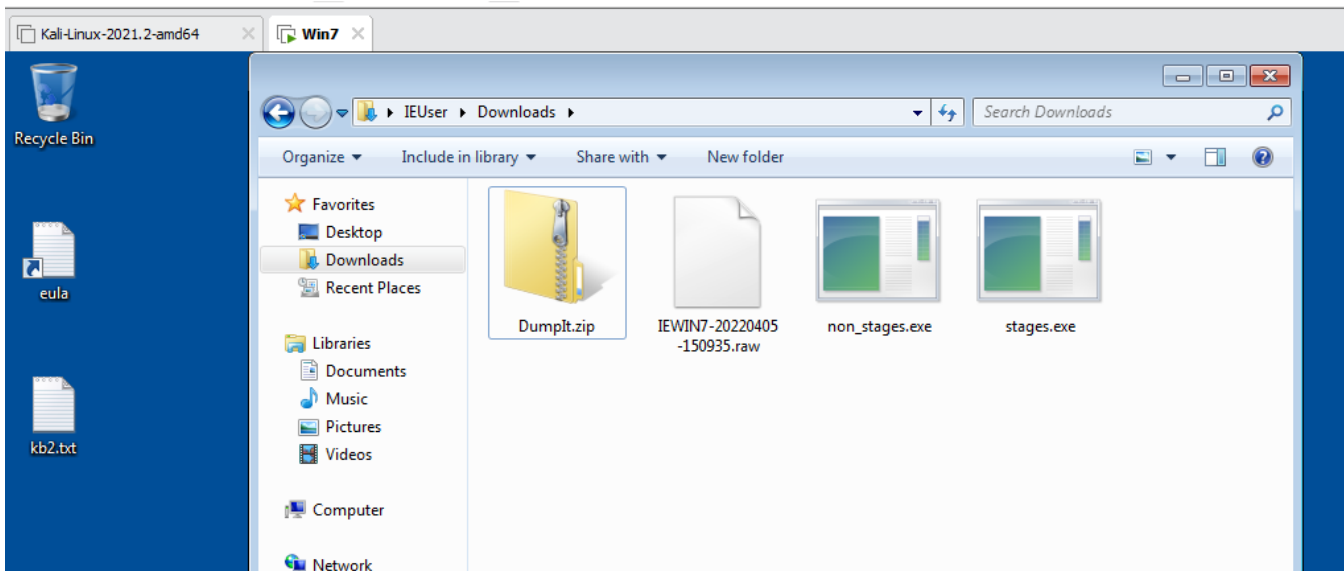 Kali-Linux-2021.2-amd64
Win7
Recycle Bin
eula
kb2.txt
IEUser
Downloads
Search Downloads
Organize
Include in library
Share with
New folder
Favorites
Desktop
Downloads
Recent Places
Libraries
Documents
Music
Pictures
Videos
Computer
Network
DumpIt.zip
IEWIN7-20220405
-150935.raw
non_stages.exe
stages.exe